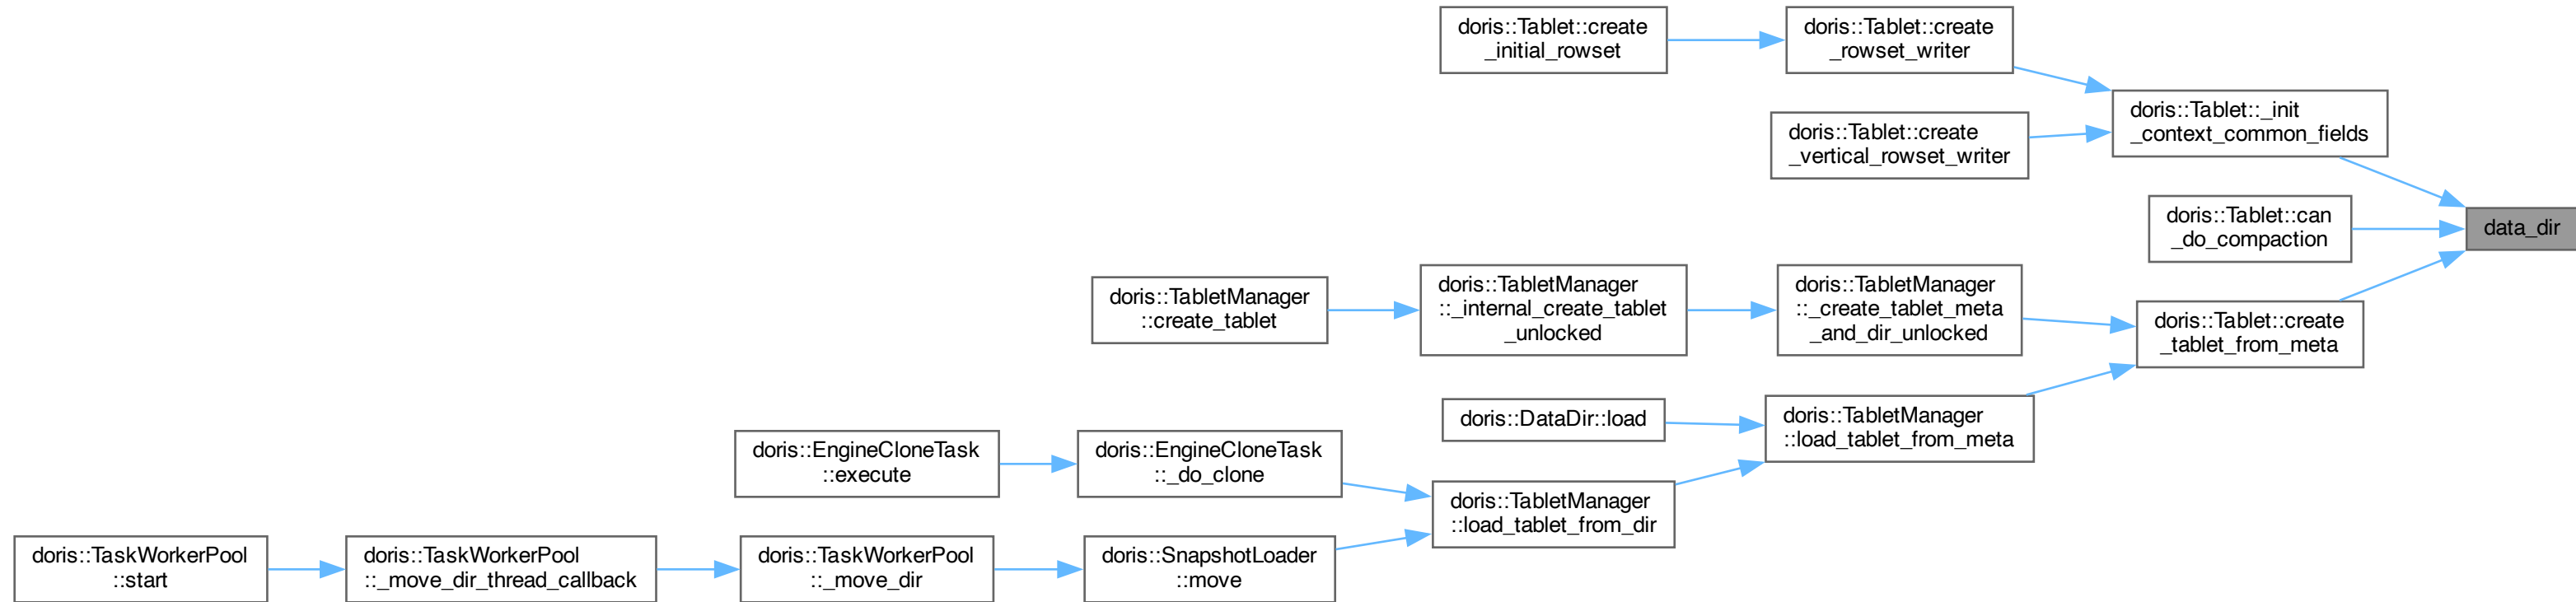 doris::Tablet::create
_initial_rowset
doris::Tablet::create
_rowset_writer
doris::Tablet::_init
_context_common_fields
doris::Tablet::create
_vertical_rowset_writer
doris::Tablet::can
_do_compaction
data_dir
doris::TabletManager
::create_tablet
doris::TabletManager
::_internal_create_tablet
_unlocked
doris::TabletManager
::_create_tablet_meta
_and_dir_unlocked
doris::Tablet::create
_tablet_from_meta
doris::DataDir::load
doris::TabletManager
::load_tablet_from_meta
doris::EngineCloneTask
::execute
doris::EngineCloneTask
::_do_clone
doris::TabletManager
::load_tablet_from_dir
doris::TaskWorkerPool
::start
doris::TaskWorkerPool
::_move_dir_thread_callback
doris::TaskWorkerPool
::_move_dir
doris::SnapshotLoader
::move